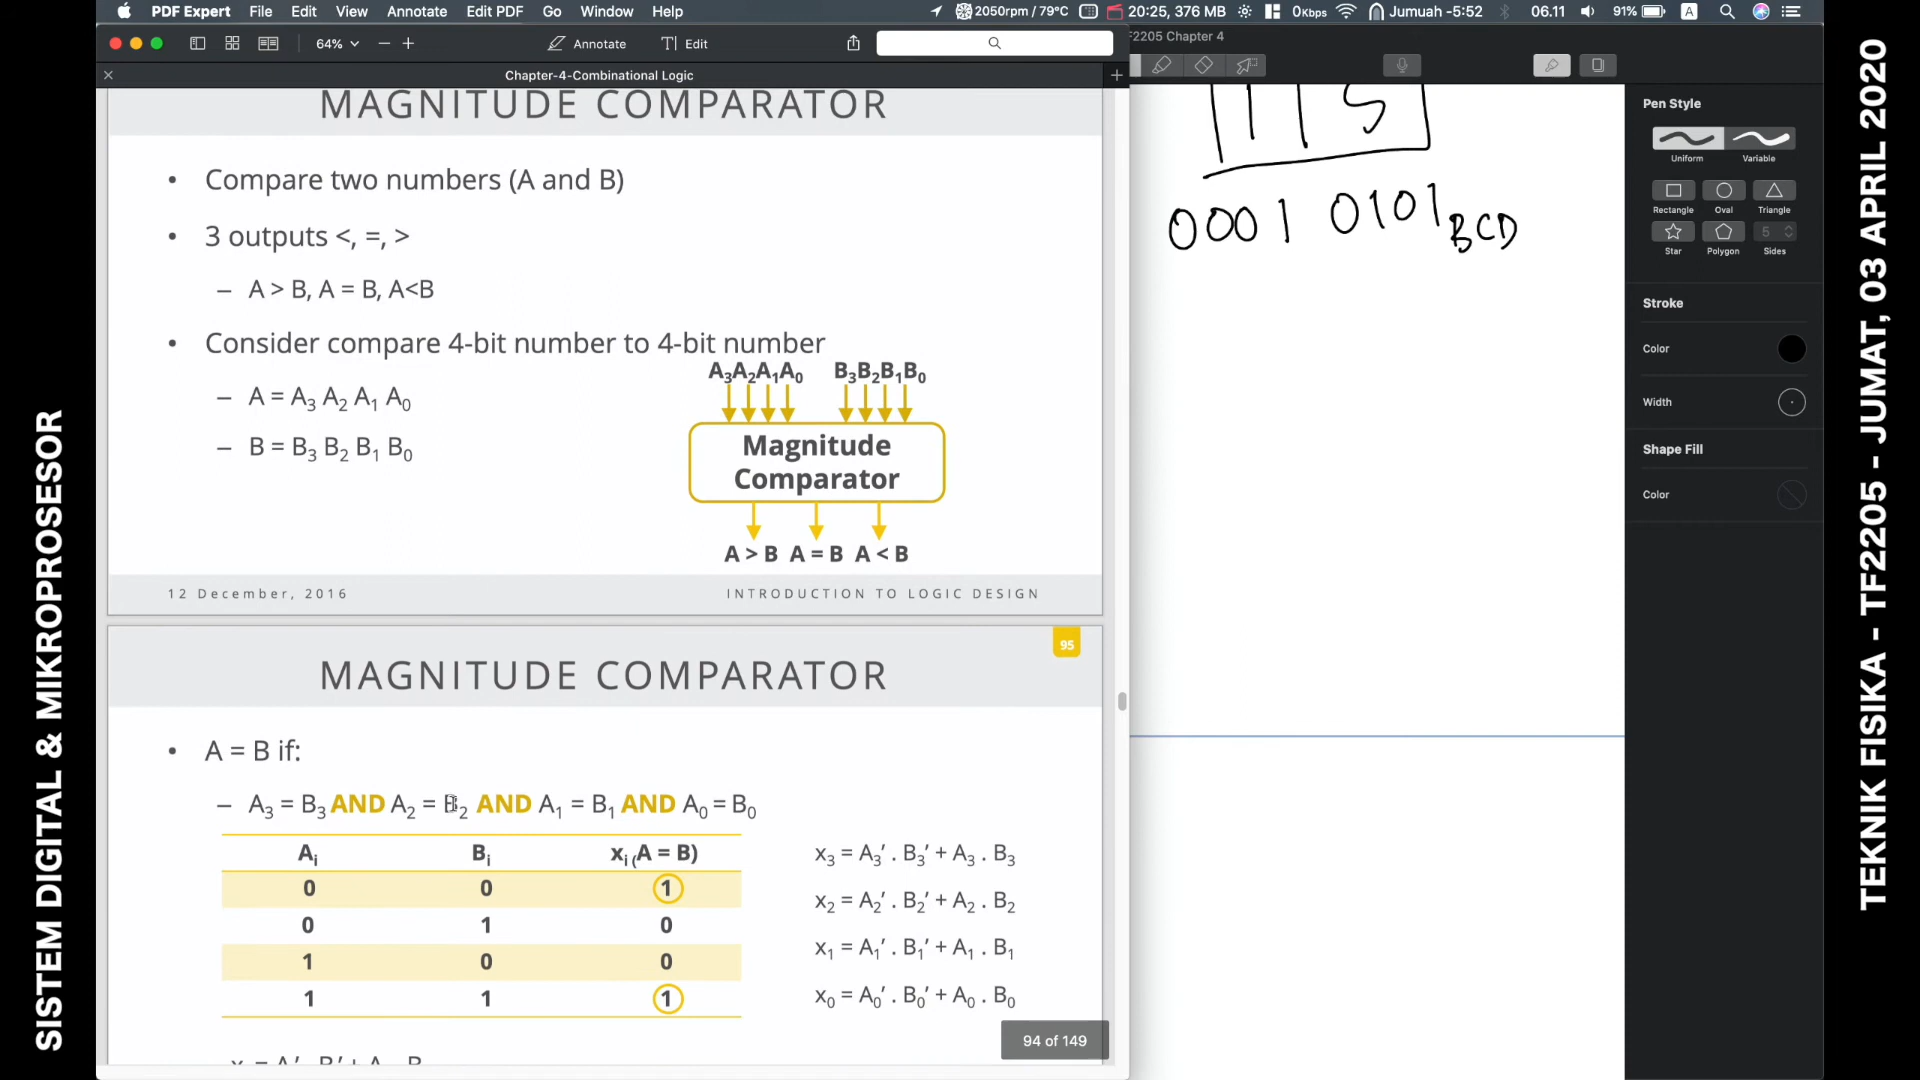 PDF Expert File Edit View Annotate Edit PDF Go Window Help
2050rpm / 79°C 20:25, 376 MB 0Kbps Jumuah -5:52 06.11 91% A
64% Annotate Edit
TF2205 Chapter 4
Chapter-4-Combinational Logic
MAGNITUDE COMPARATOR
• Compare two numbers (A and B)
• 3 outputs <, =, >
– A > B, A = B, A<B
• Consider compare 4-bit number to 4-bit number
– A = A3 A2 A1 A0
– B = B3 B2 B1 B0
A3A2A1A0 B3B2B1B0
Magnitude
Comparator
A > B A = B A < B
12 December, 2016 INTRODUCTION TO LOGIC DESIGN
95
MAGNITUDE COMPARATOR
• A = B if:
– A3 = B3 AND A2 = B2 AND A1 = B1 AND A0 = B0
Ai Bi xi (A = B)
0 0 1
0 1 0
1 0 0
1 1 1
x3 = A3′ . B3′ + A3 . B3
x2 = A2′ . B2′ + A2 . B2
x1 = A1′ . B1′ + A1 . B1
x0 = A0′ . B0′ + A0 . B0
94 of 149
5
0001 0101 BCD
Pen Style
Uniform Variable
Rectangle Oval Triangle
5
Star Polygon Sides
Stroke
Color
Width
Shape Fill
Color
SISTEM DIGITAL & MIKROPROSESOR
TEKNIK FISIKA - TF2205 - JUMAT, 03 APRIL 2020